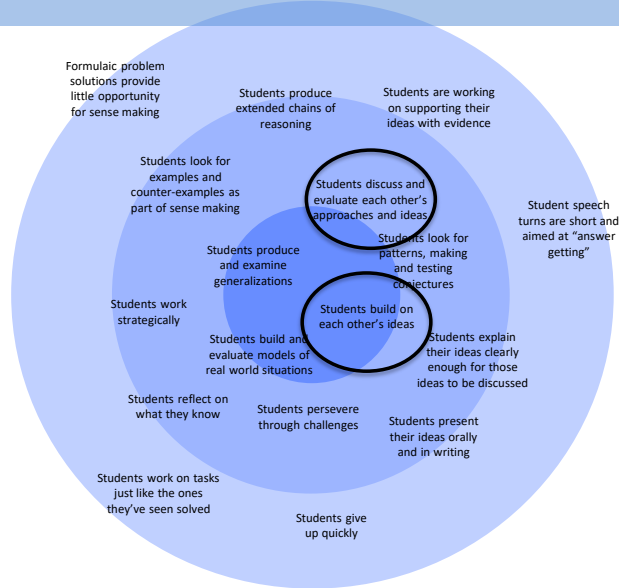 Formulaic problem
solutions provide
little opportunity
for sense making
Students produce
extended chains of
reasoning
Students are working
on supporting their
ideas with evidence
Students look for
examples and
counter-examples as
part of sense making
Students discuss and
evaluate each other’s
approaches and ideas
Student speech
turns are short and
aimed at “answer
getting”
Students produce
and examine
generalizations
Students look for
patterns, making
and testing
conjectures
Students work
strategically
Students build on
each other’s ideas
Students build and
evaluate models of
real world situations
Students explain
their ideas clearly
enough for those
ideas to be discussed
Students reflect on
what they know
Students persevere
through challenges
Students present
their ideas orally
and in writing
Students work on tasks
just like the ones
they’ve seen solved
Students give
up quickly